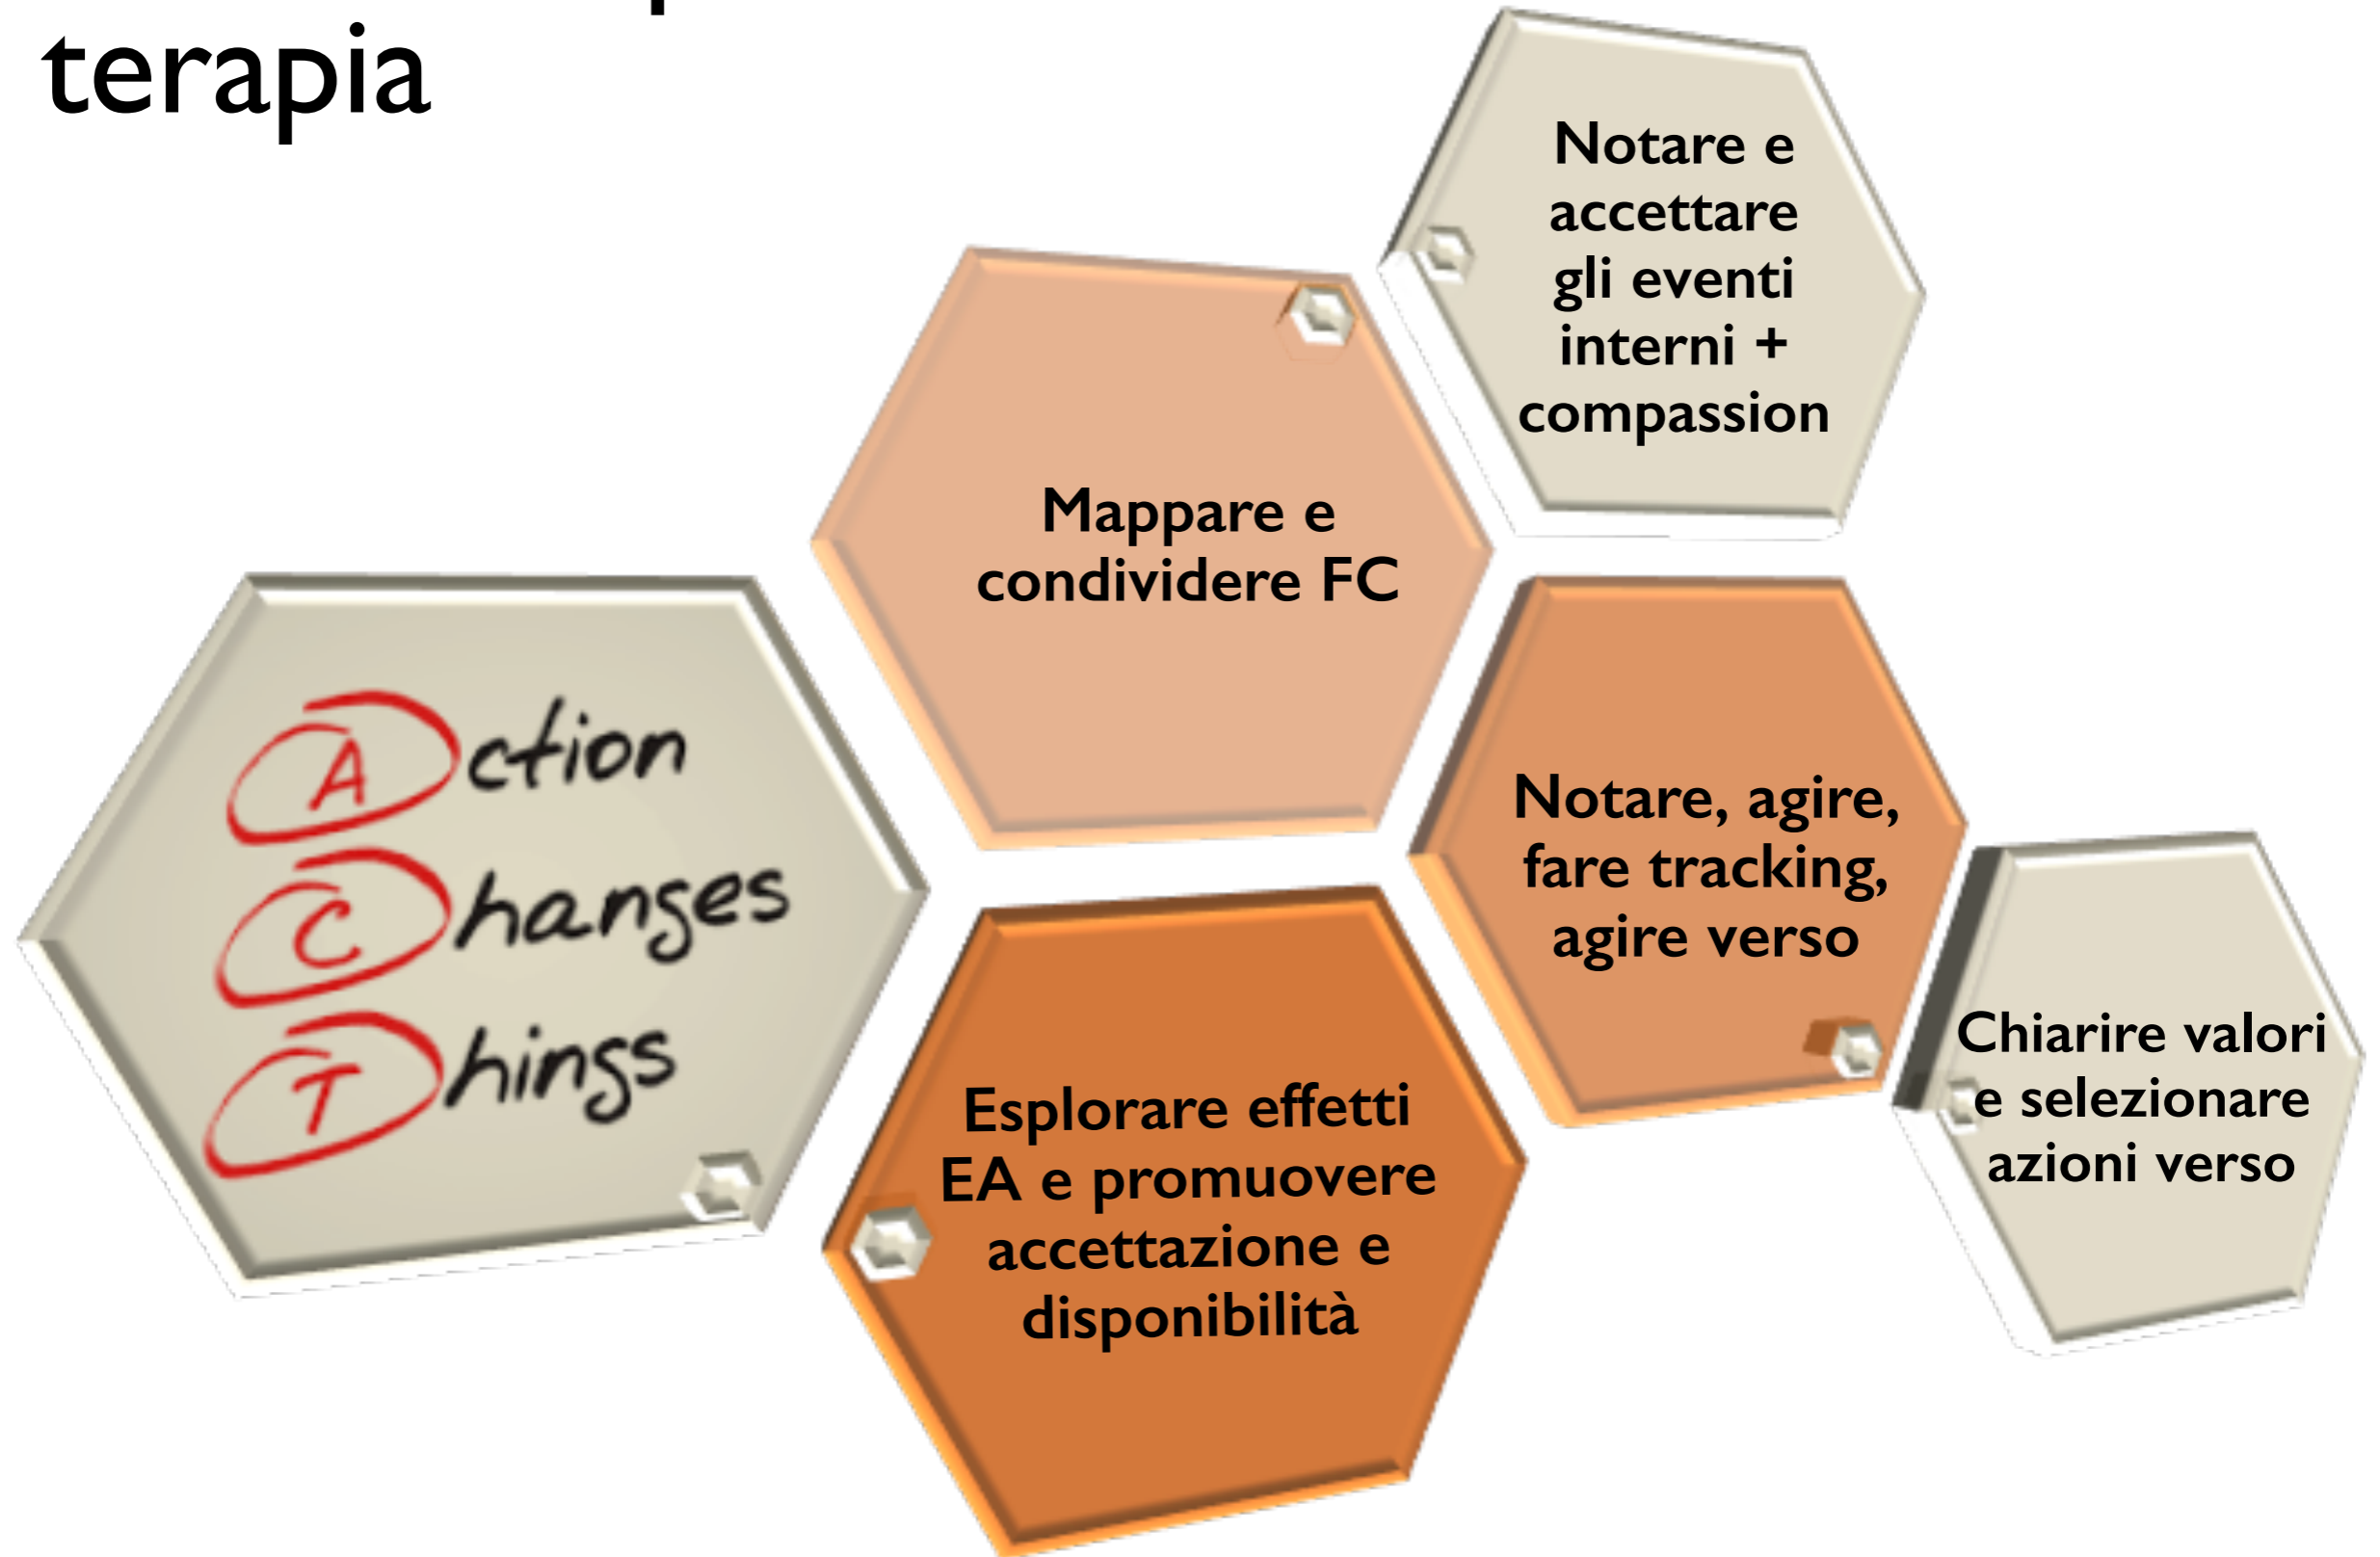 terapia
Notare e
accettare
gli eventi
interni +
compassion
Mappare e
condividere FC
Action
Changes
Things
Notare, agire,
fare tracking,
agire verso
Esplorare effetti
EA e promuovere
accettazione e
disponibilità
Chiarire valori
e selezionare
azioni verso